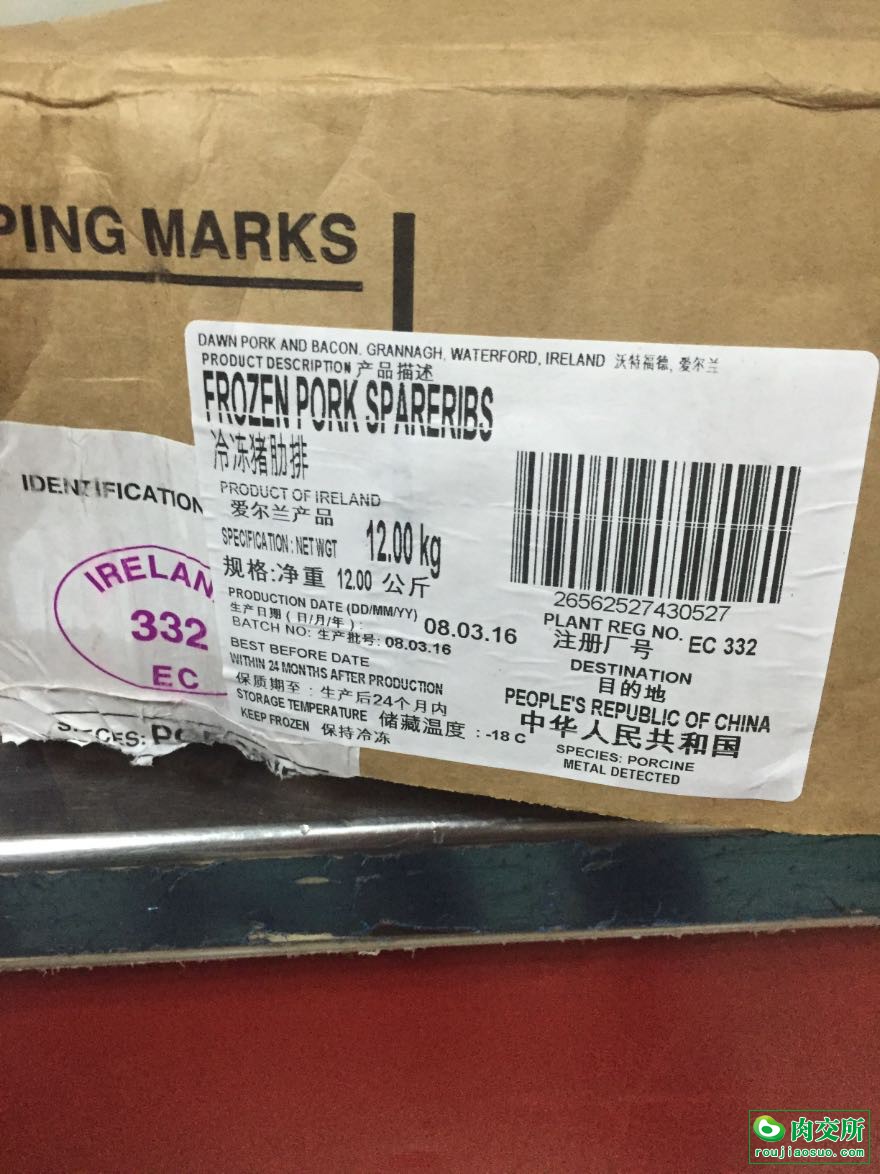 PING MARKS
DAWN PORK AND BACON, GRANNAGH, WATERFORD, IRELAND 沃特福德, 爱尔兰
PRODUCT DESCRIPTION 产品描述
FROZEN PORK SPARERIBS
冷冻猪肋排
PRODUCT OF IRELAND
爱尔兰产品
SPECIFICATION: NET WGT 12.00 kg
规格:净重 12.00 公斤
PRODUCTION DATE (DD/MM/YY)
生产日期 (日/月/年): 08.03.16
BATCH NO: 生产批号: 08.03.16
BEST BEFORE DATE
WITHIN 24 MONTHS AFTER PRODUCTION
保质期至: 生产后24个月内
STORAGE TEMPERATURE 储藏温度: -18 C
KEEP FROZEN 保持冷冻
26562527430527
PLANT REG NO. EC 332
注册厂号
DESTINATION
目的地
PEOPLE'S REPUBLIC OF CHINA
中华人民共和国
SPECIES: PORCINE
METAL DETECTED
IDENTIFICATION
IRELAN
332
EC
肉交所
roujiaosuo.com